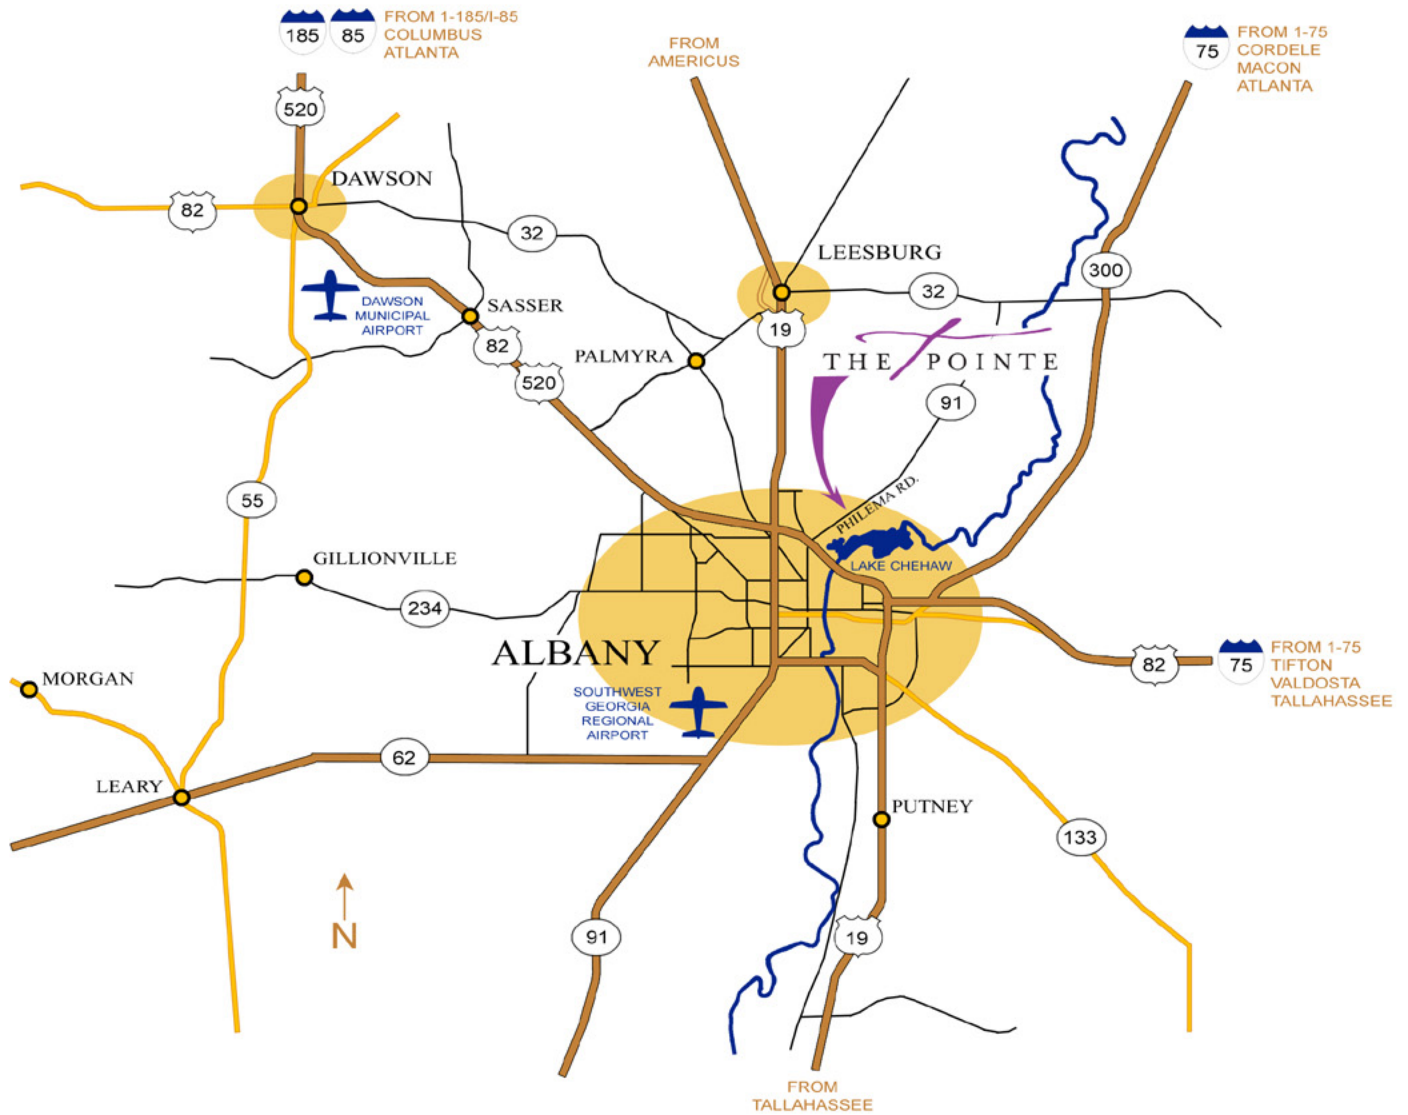 185
85
FROM 1-185/I-85
COLUMBUS
ATLANTA
FROM
AMERICUS
75
FROM 1-75
CORDELE
MACON
ATLANTA
520
DAWSON
82
32
LEESBURG
32
300
DAWSON
MUNICIPAL
AIRPORT
SASSER
82
19
PALMYRA
THE POINTE
520
91
55
PHILEMA RD.
LAKE CHEHAW
GILLIONVILLE
234
ALBANY
82
75
FROM 1-75
TIFTON
VALDOSTA
TALLAHASSEE
MORGAN
SOUTHWEST
GEORGIA
REGIONAL
AIRPORT
62
LEARY
PUTNEY
133
N
91
19
FROM
TALLAHASSEE